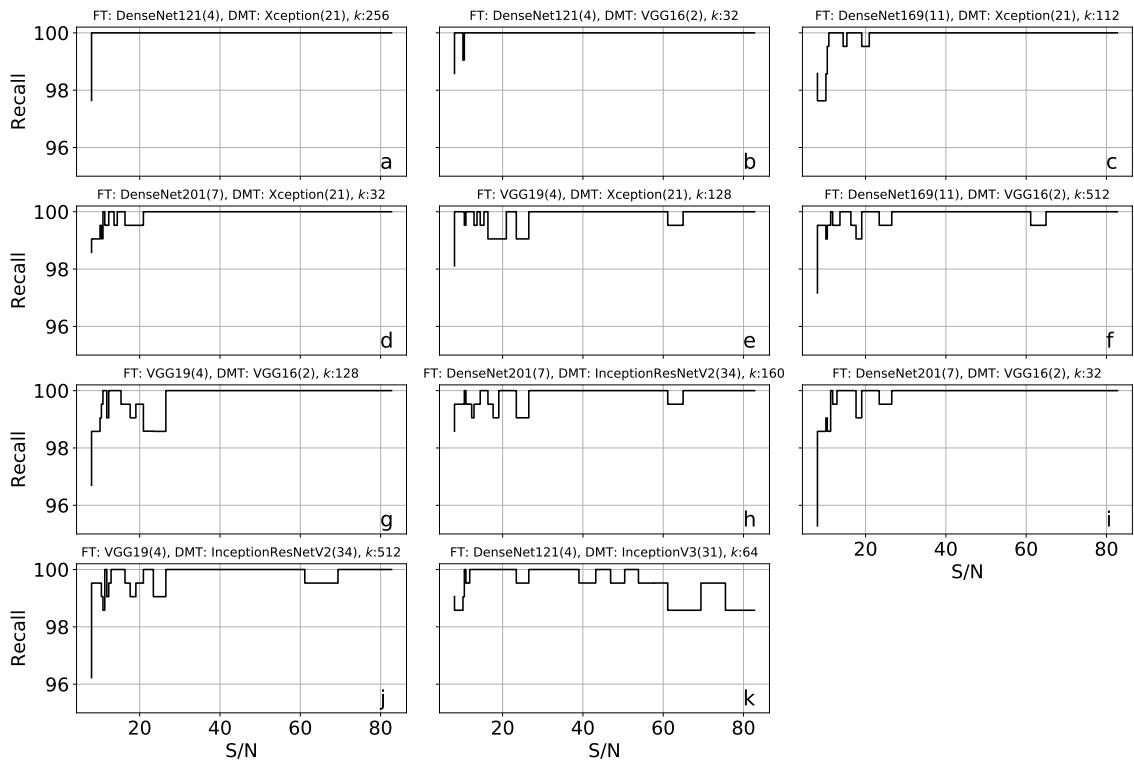 FT: DenseNet121(4), DMT: Xception(21), k:256
FT: DenseNet121(4), DMT: VGG16(2), k:32
FT: DenseNet169(11), DMT: Xception(21), k:112
100
98
96
Recall
a
b
c
FT: DenseNet201(7), DMT: Xception(21), k:32
FT: VGG19(4), DMT: Xception(21), k:128
FT: DenseNet169(11), DMT: VGG16(2), k:512
100
98
96
Recall
d
e
f
FT: VGG19(4), DMT: VGG16(2), k:128
FT: DenseNet201(7), DMT: InceptionResNetV2(34), k:160
FT: DenseNet201(7), DMT: VGG16(2), k:32
100
98
96
Recall
g
h
i
20 40 60 80
S/N
FT: VGG19(4), DMT: InceptionResNetV2(34), k:512
FT: DenseNet121(4), DMT: InceptionV3(31), k:64
100
98
96
Recall
j
k
20 40 60 80
S/N
20 40 60 80
S/N